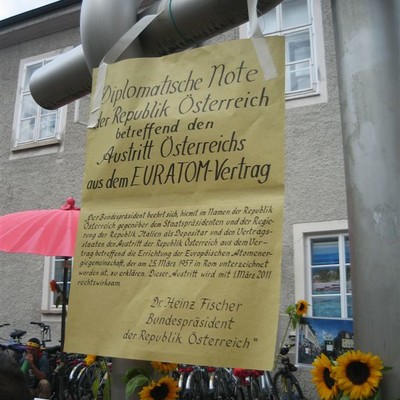 Diplomatische Note
der Republik Österreich
betreffend den
Austritt Österreichs
aus dem EURATOM-Vertrag
"Der Bundespräsident beehrt sich, hiemit im Namen der Republik
Österreich gegenüber dem Staatspräsidenten und der Regie-
rung der Republik Italien als Depositar und den Vertrags-
staaten den Austritt der Republik Österreich aus dem Ver-
trag betreffend die Errichtung der Europäischen Atomener-
giegemeinschaft, der am 25. März 1957 in Rom unterzeichnet
worden ist, zu erklären. Dieser Austritt wird mit 1. März 2011
rechtswirksam.
Dr. Heinz Fischer
Bundespräsident
der Republik Österreich"